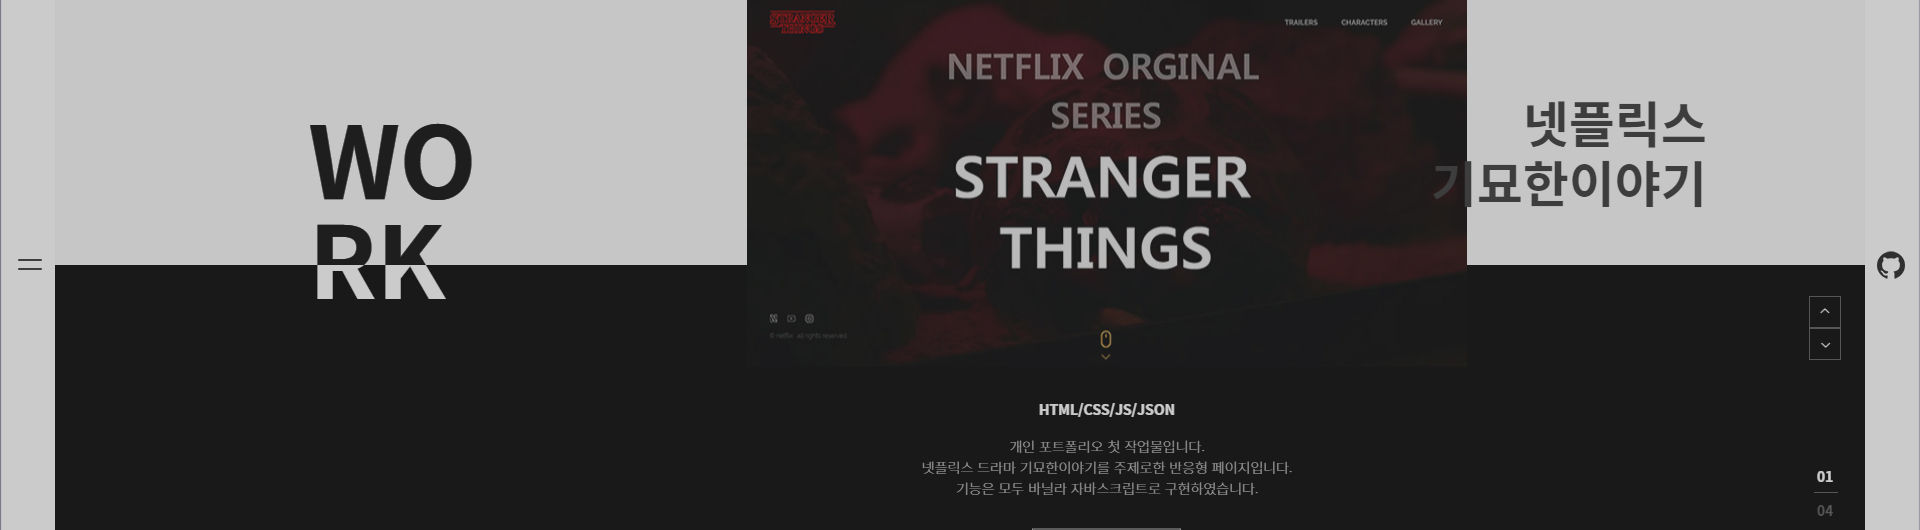 STRANGER
THINGS
TRAILERS CHARACTERS GALLERY
NETFLIX ORGINAL
SERIES
STRANGER
THINGS
WO
RK
넷플릭스
기묘한이야기
© netflix. all rights reserved.
HTML/CSS/JS/JSON
개인 포트폴리오 첫 작업물입니다.
넷플릭스 드라마 기묘한이야기를 주제로한 반응형 페이지입니다.
기능은 모두 바닐라 자바스크립트로 구현하였습니다.
01
04